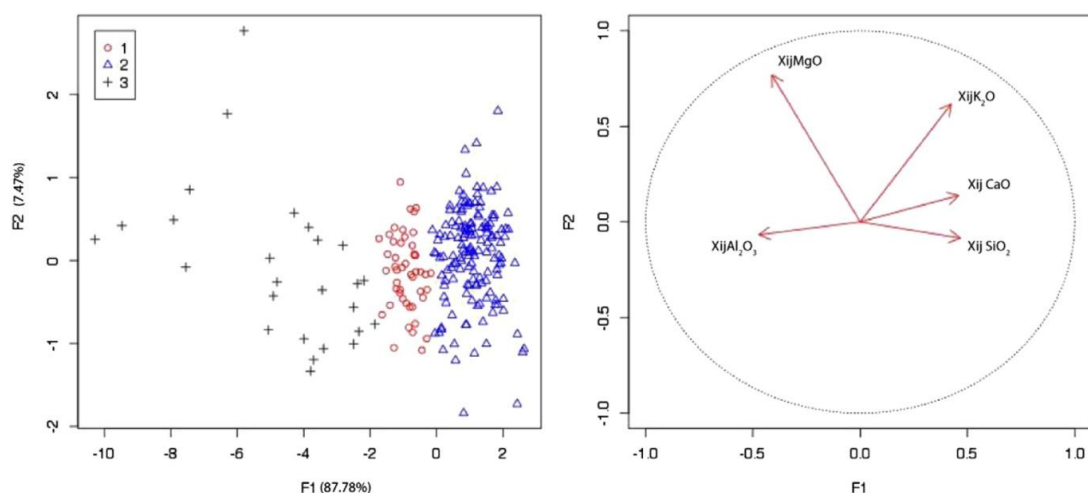 1
2
3
2
1
0
-1
-2
F2 (7.47%)
-10
-8
-6
-4
-2
0
2
F1 (87.78%)
1.0
0.5
0.0
-0.5
-1.0
F2
XijMgO
XijK₂O
Xij CaO
XijAl₂O₃
Xij SiO₂
-1.0
-0.5
0.0
0.5
1.0
F1